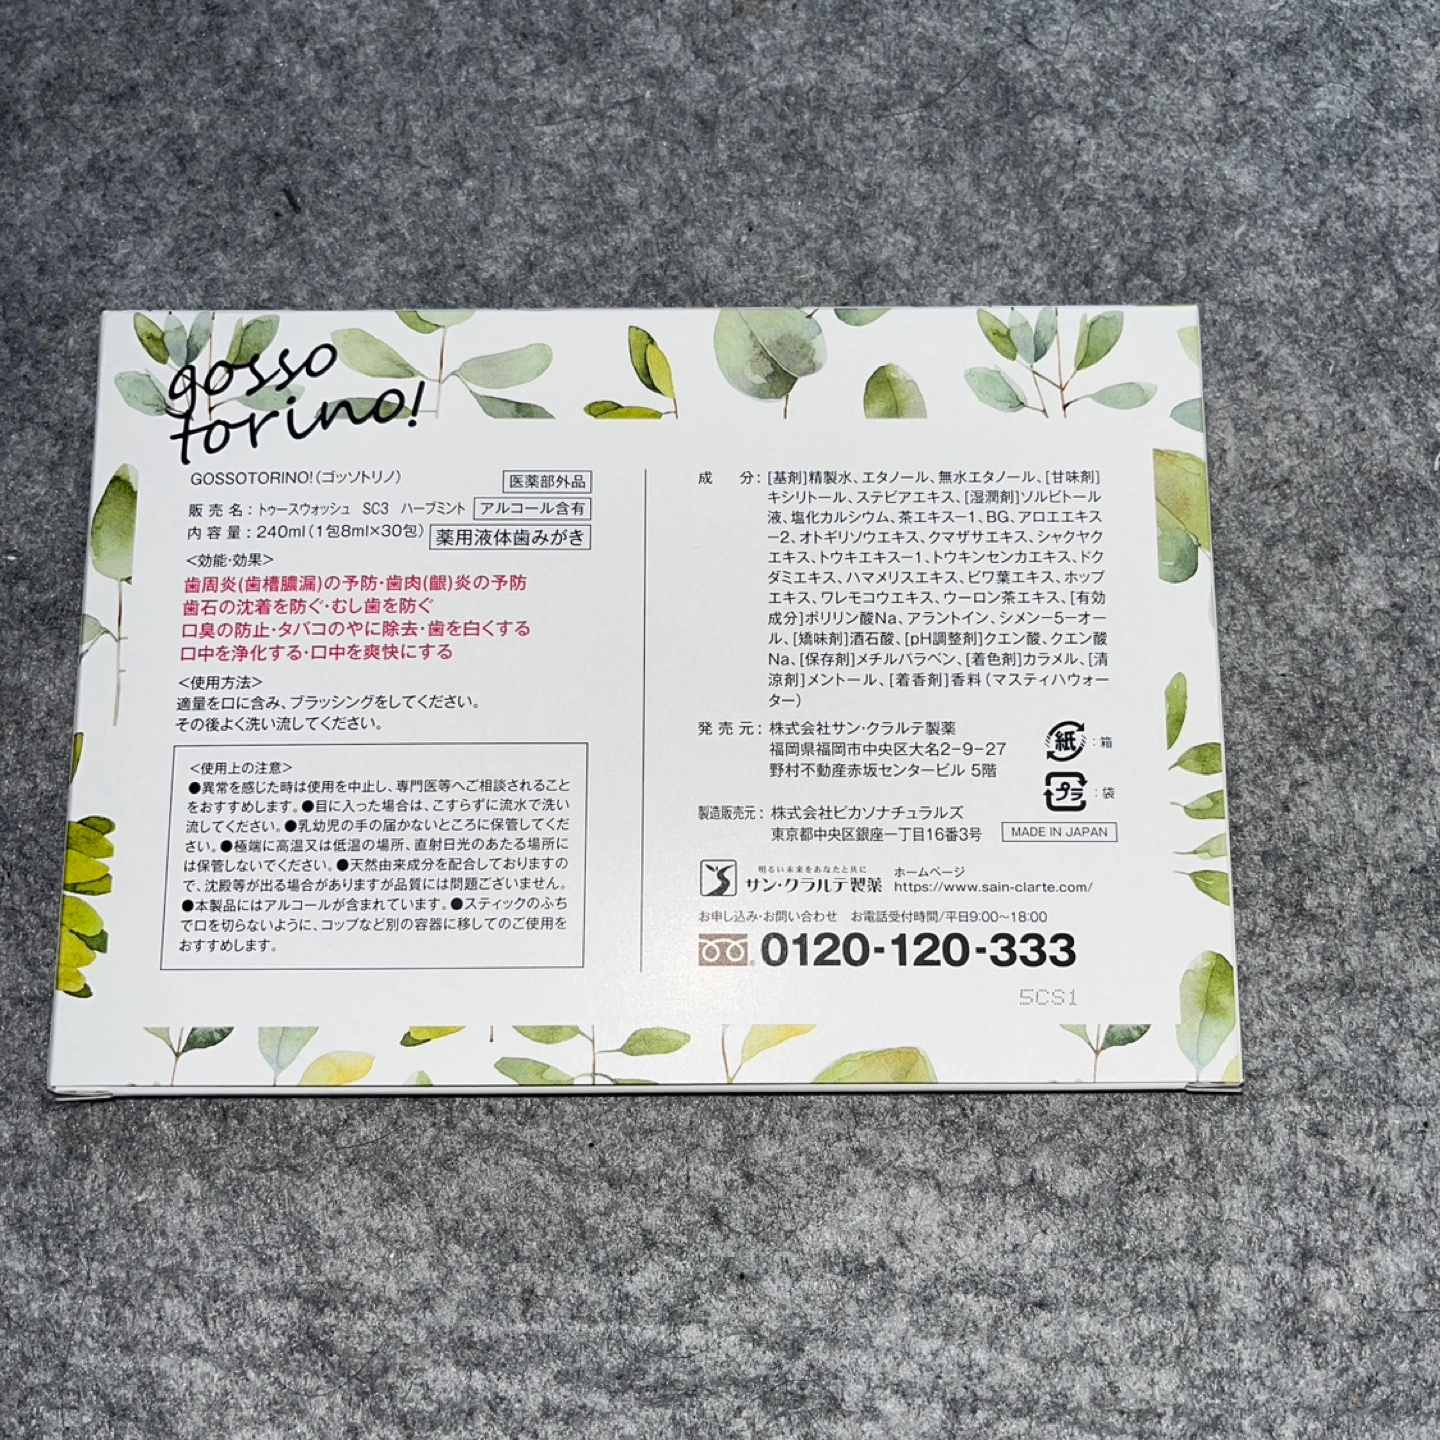 gosso
torino!
GOSSOTORINO!(ゴッソトリノ)
医薬部外品
販売名：トゥースウォッシュ SC3 ハーブミント
アルコール含有
内容量：240ml(1包8ml×30包)
薬用液体歯みがき
<効能・効果>
歯周炎(歯槽膿漏)の予防・歯肉(齦)炎の予防
歯石の沈着を防ぐ・むし歯を防ぐ
口臭の防止・タバコのやに除去・歯を白くする
口中を浄化する・口中を爽快にする
<使用方法>
適量を口に含み、ブラッシングをしてください。
その後よく洗い流してください。
<使用上の注意>
●異常を感じた時は使用を中止し、専門医等へご相談されること
をおすすめします。●目に入った場合は、こすらずに流水で洗い
流してください。●乳幼児の手の届かないところに保管してくだ
さい。●極端に高温又は低温の場所、直射日光のあたる場所に
は保管しないでください。●天然由来成分を配合しておりますの
で、沈殿等が出る場合がありますが品質には問題ございません。
●本製品にはアルコールが含まれています。●スティックのふち
で口を切らないように、コップなど別の容器に移してのご使用を
おすすめします。
成分：[基剤]精製水、エタノール、無水エタノール、[甘味剤]
キシリトール、ステビアエキス、[湿潤剤]ソルビトール
液、塩化カルシウム、茶エキス−1、BG、アロエエキス
−2、オトギリソウエキス、クマザサエキス、シャクヤク
エキス、トウキエキス−1、トウキンセンカエキス、ドク
ダミエキス、ハマメリスエキス、ビワ葉エキス、ホップ
エキス、ワレモコウエキス、ウーロン茶エキス、[有効
成分]ポリリン酸Na、アラントイン、シメン−5−オー
ル、[矯味剤]酒石酸、[pH調整剤]クエン酸、クエン酸
Na、[保存剤]メチルパラベン、[着色剤]カラメル、[清
涼剤]メントール、[着香剤]香料（マスティハウォー
ター）
発売元：株式会社サン・クラルテ製薬
福岡県福岡市中央区大名2−9−27
野村不動産赤坂センタービル 5階
紙：箱
プラ：袋
製造販売元：株式会社ピカソナチュラルズ
東京都中央区銀座一丁目16番3号
MADE IN JAPAN
明るい未来をあなたと共に
サン・クラルテ製薬
ホームページ
https://www.sain-clarte.com/
お申し込み・お問い合わせ お電話受付時間/平日9:00〜18:00
0120-120-333
5CS1